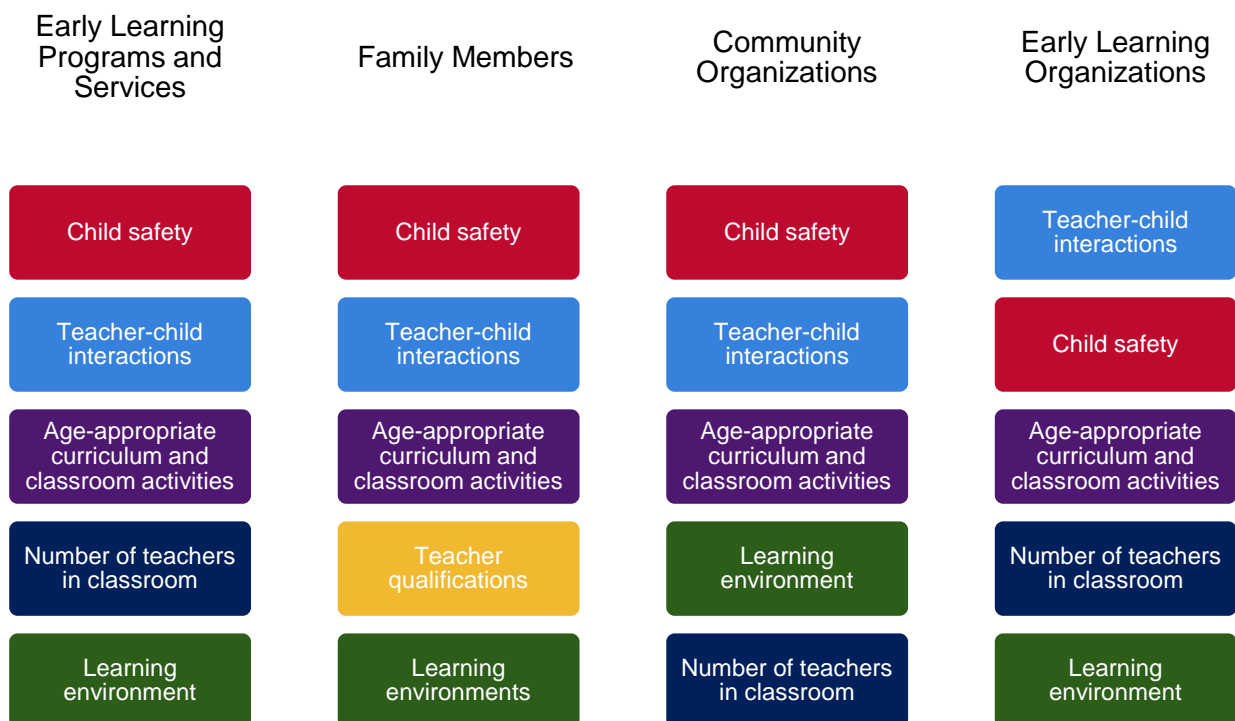 Early Learning
Programs and
Services
Family Members
Community
Organizations
Early Learning
Organizations
Child safety
Child safety
Child safety
Teacher-child
interactions
Teacher-child
interactions
Teacher-child
interactions
Teacher-child
interactions
Child safety
Age-appropriate
curriculum and
classroom activities
Age-appropriate
curriculum and
classroom activities
Age-appropriate
curriculum and
classroom activities
Age-appropriate
curriculum and
classroom activities
Number of teachers
in classroom
Teacher
qualifications
Learning
environment
Number of teachers
in classroom
Learning
environment
Learning
environments
Number of teachers
in classroom
Learning
environment